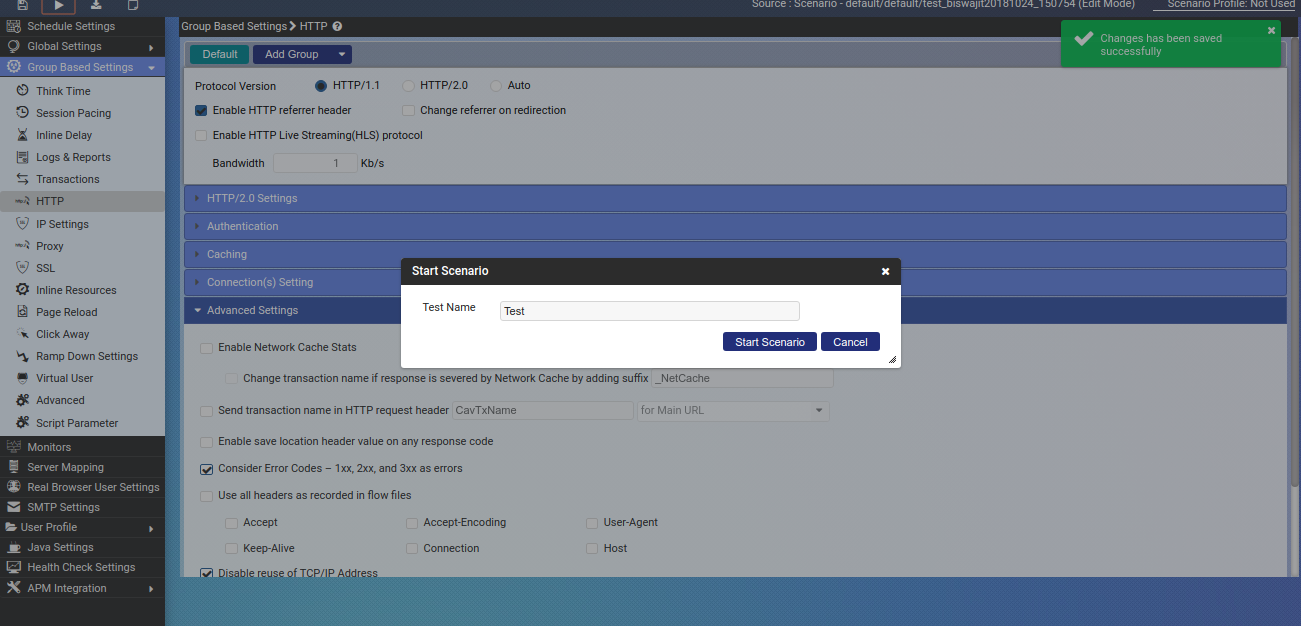 Source : Scenario - default/default/test_biswajit20181024_150754 (Edit Mode) Scenario Profile: Not Used
Schedule Settings
Global Settings
Group Based Settings
Think Time
Session Pacing
Inline Delay
Logs & Reports
Transactions
HTTP
IP Settings
Proxy
SSL
Inline Resources
Page Reload
Click Away
Ramp Down Settings
Virtual User
Advanced
Script Parameter
Monitors
Server Mapping
Real Browser User Settings
SMTP Settings
User Profile
Java Settings
Health Check Settings
APM Integration
Group Based Settings HTTP
Changes has been saved
successfully
Default Add Group
Protocol Version HTTP/1.1 HTTP/2.0 Auto
Enable HTTP referrer header Change referrer on redirection
Enable HTTP Live Streaming(HLS) protocol
Bandwidth 1 Kb/s
HTTP/2.0 Settings
Authentication
Caching
Connection(s) Setting
Advanced Settings
Start Scenario
Test Name Test
Start Scenario Cancel
Enable Network Cache Stats
Change transaction name if response is severed by Network Cache by adding suffix _NetCache
Send transaction name in HTTP request header CavTxName for Main URL
Enable save location header value on any response code
Consider Error Codes – 1xx, 2xx, and 3xx as errors
Use all headers as recorded in flow files
Accept Accept-Encoding User-Agent
Keep-Alive Connection Host
Disable reuse of TCP/IP Address